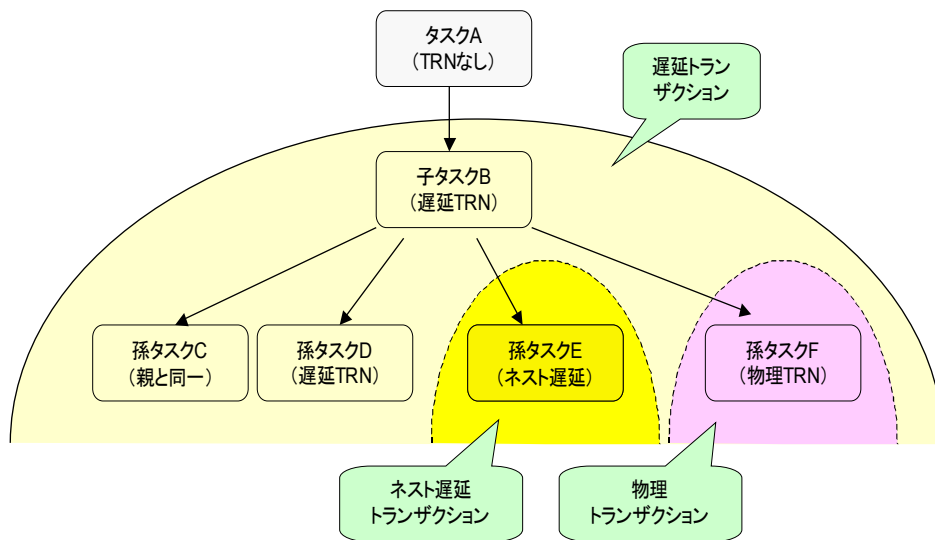 タスクA
（TRNなし）
遅延トラン
ザクション
子タスクB
（遅延TRN）
孫タスクC
（親と同一）
孫タスクD
（遅延TRN）
孫タスクE
（ネスト遅延）
孫タスクF
（物理TRN）
ネスト遅延
トランザクション
物理
トランザクション